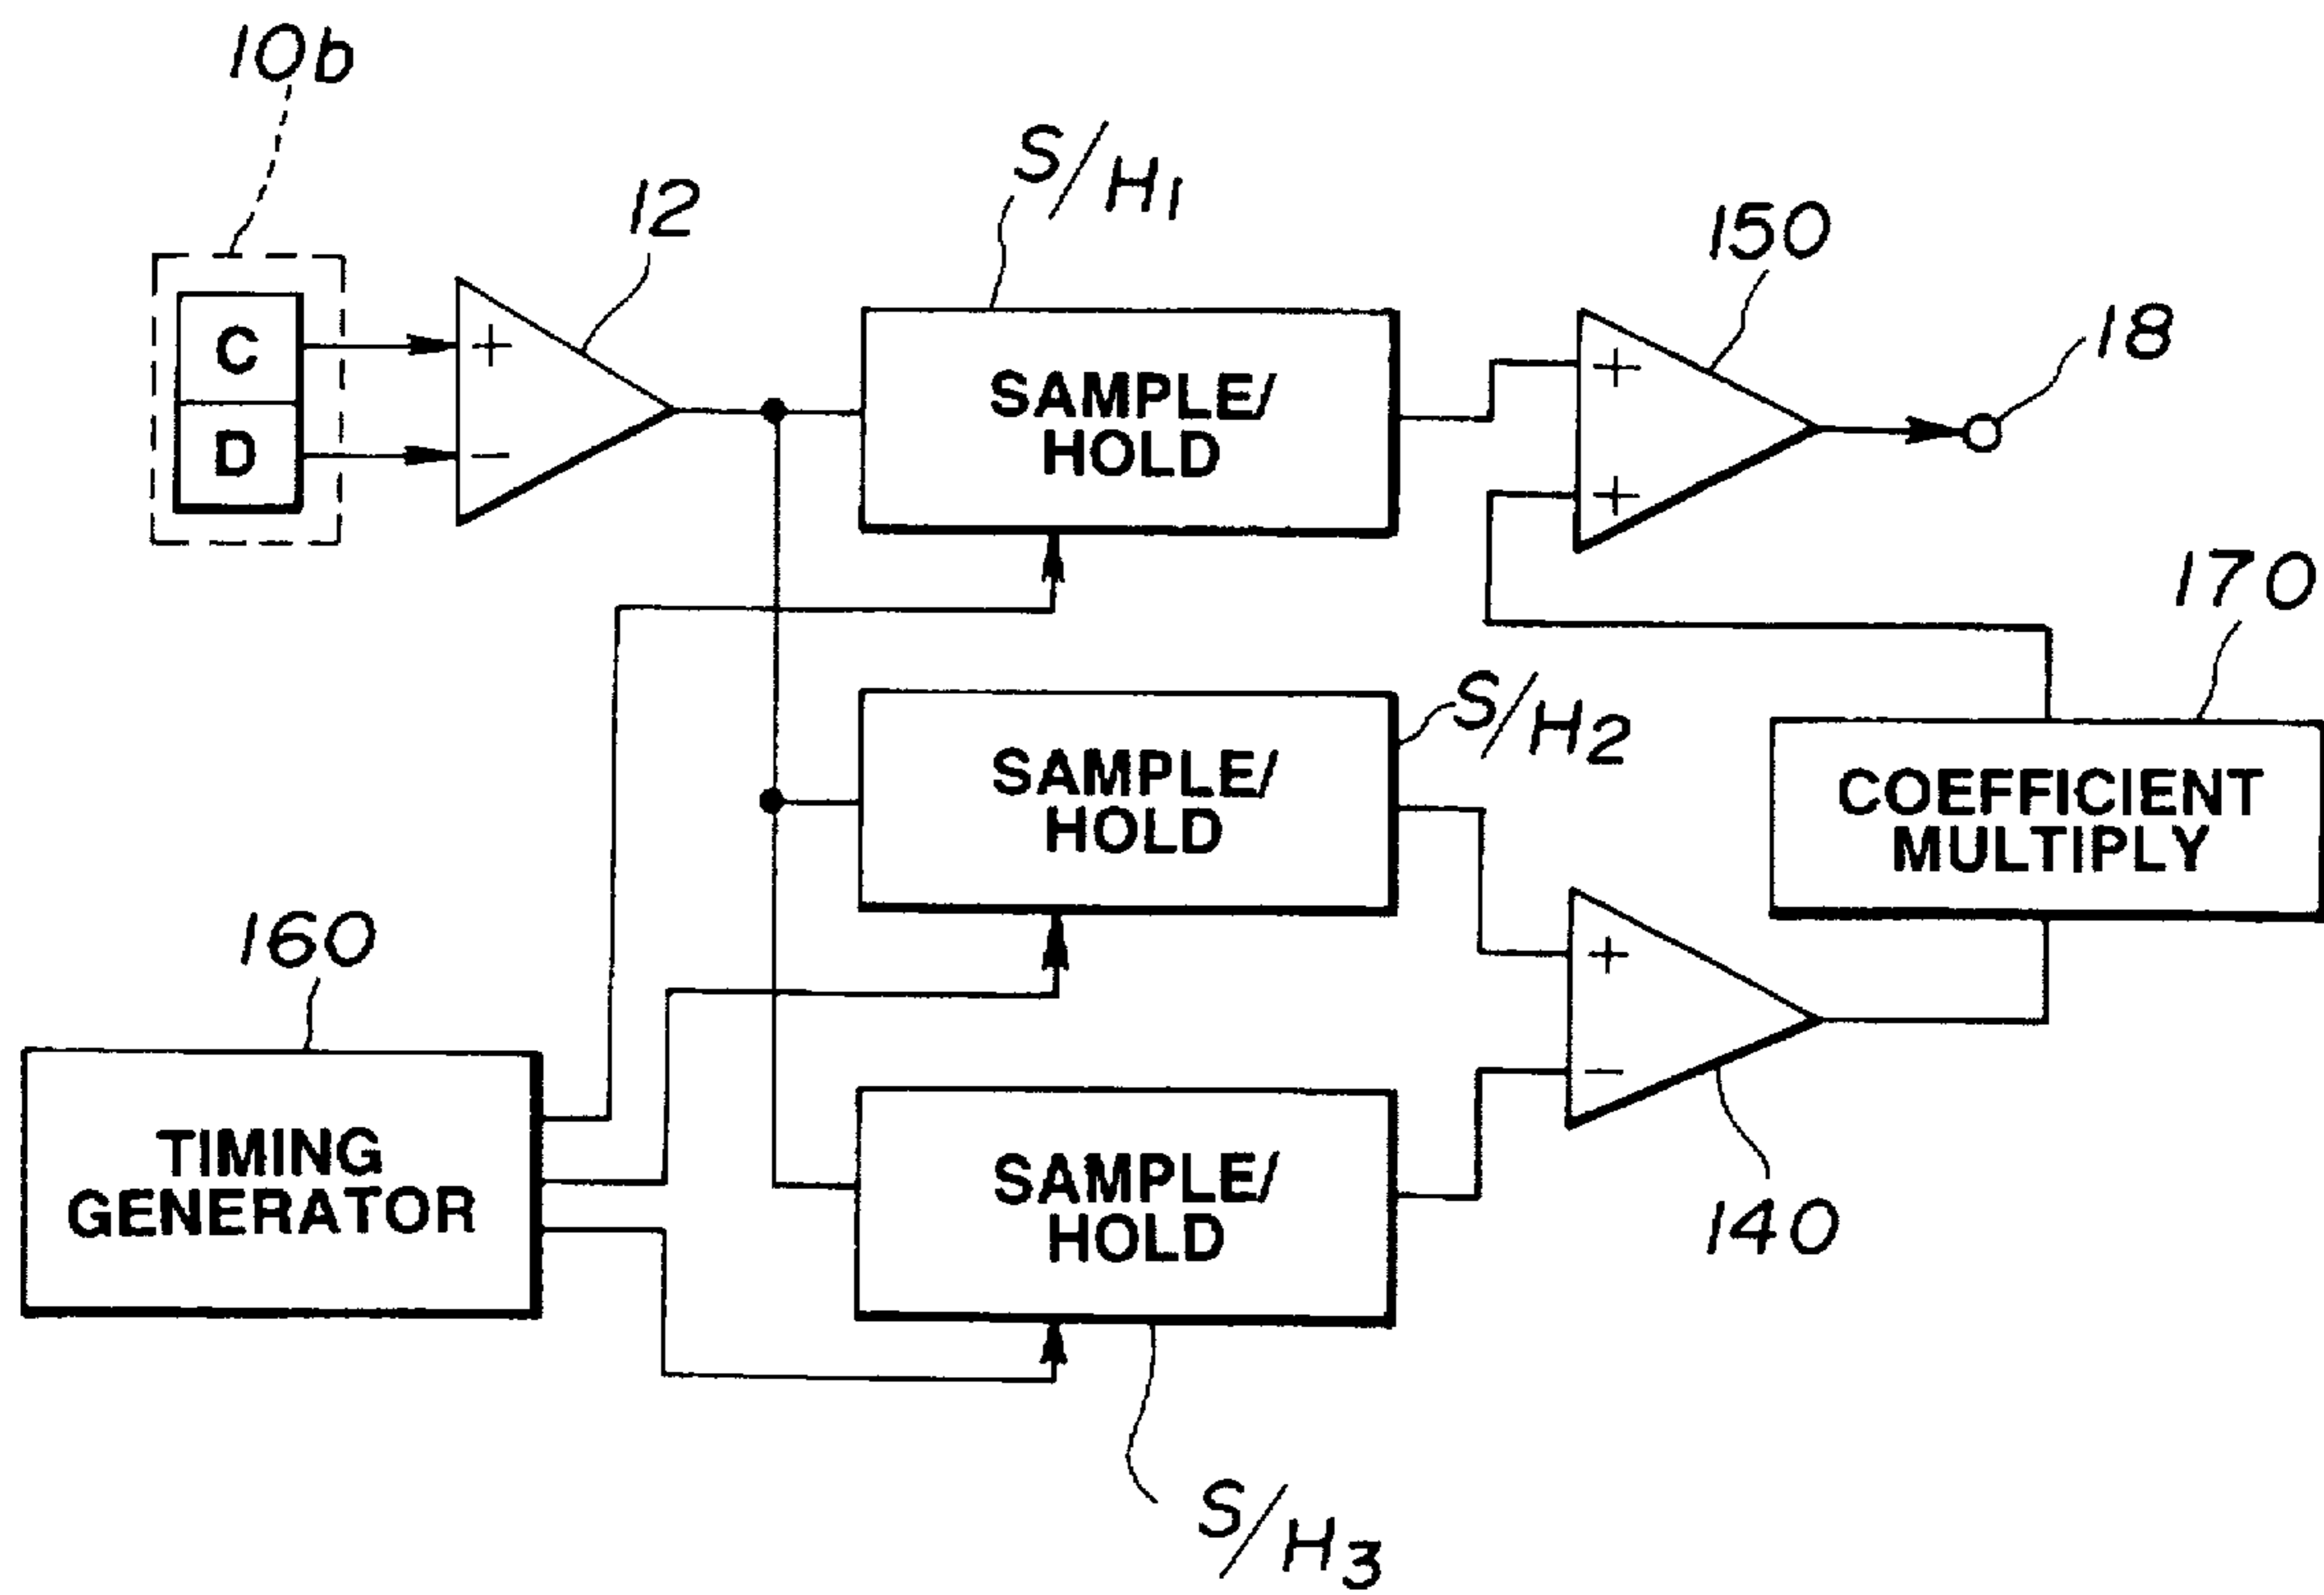 10b
12
S/H1
150
18
C
+
SAMPLE/
HOLD
+
D
−
+
170
S/H2
SAMPLE/
HOLD
COEFFICIENT
MULTIPLY
160
+
TIMING
GENERATOR
SAMPLE/
HOLD
−
140
S/H3